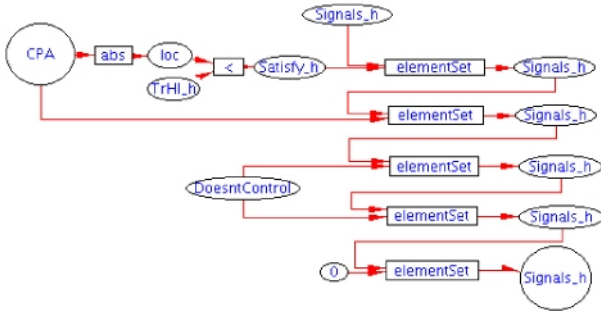 Signals_h
CPA
abs
loc
<
Satisfy_h
elementSet
Signals_h
TrHI_h
elementSet
Signals_h
elementSet
Signals_h
DoesntControl
elementSet
Signals_h
0
elementSet
Signals_h